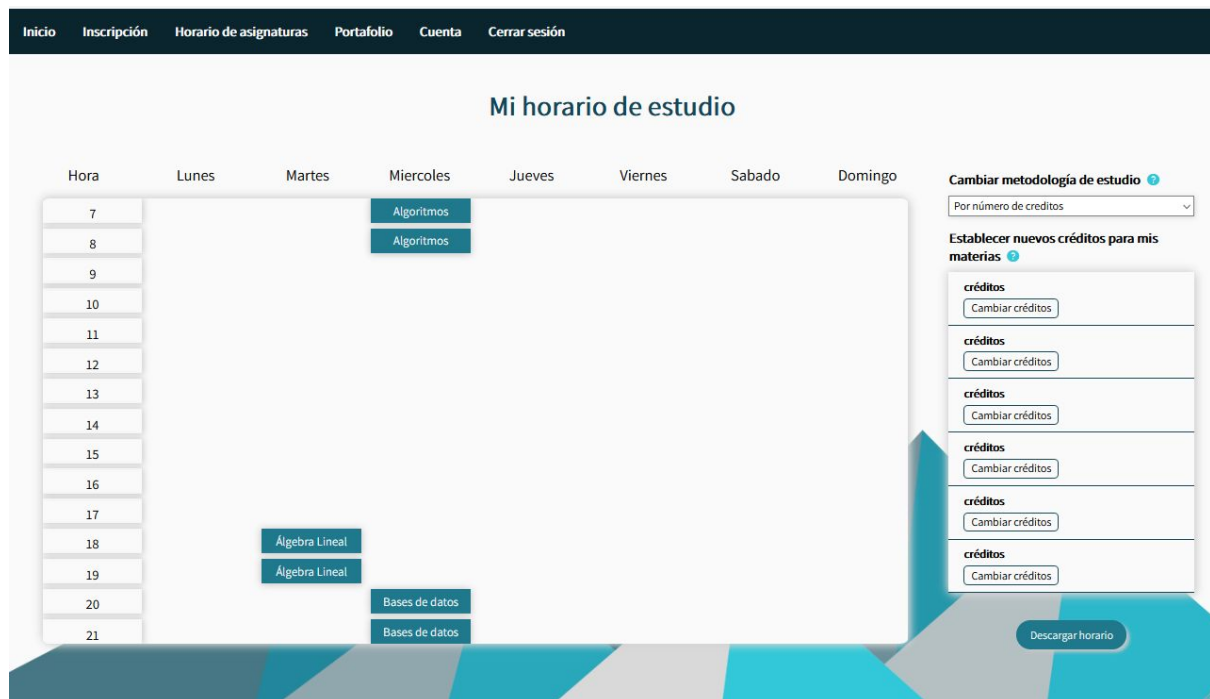 Inicio Inscripción Horario de asignaturas Portafolio Cuenta Cerrar sesión
Mi horario de estudio
Hora Lunes Martes Miercoles Jueves Viernes Sabado Domingo
7 Algoritmos
8 Algoritmos
9
10
11
12
13
14
15
16
17
18 Álgebra Lineal
19 Álgebra Lineal
20 Bases de datos
21 Bases de datos
Cambiar metodología de estudio ?
Por número de creditos
Establecer nuevos créditos para mis
materias ?
créditos
Cambiar créditos
créditos
Cambiar créditos
créditos
Cambiar créditos
créditos
Cambiar créditos
créditos
Cambiar créditos
créditos
Cambiar créditos
Descargar horario